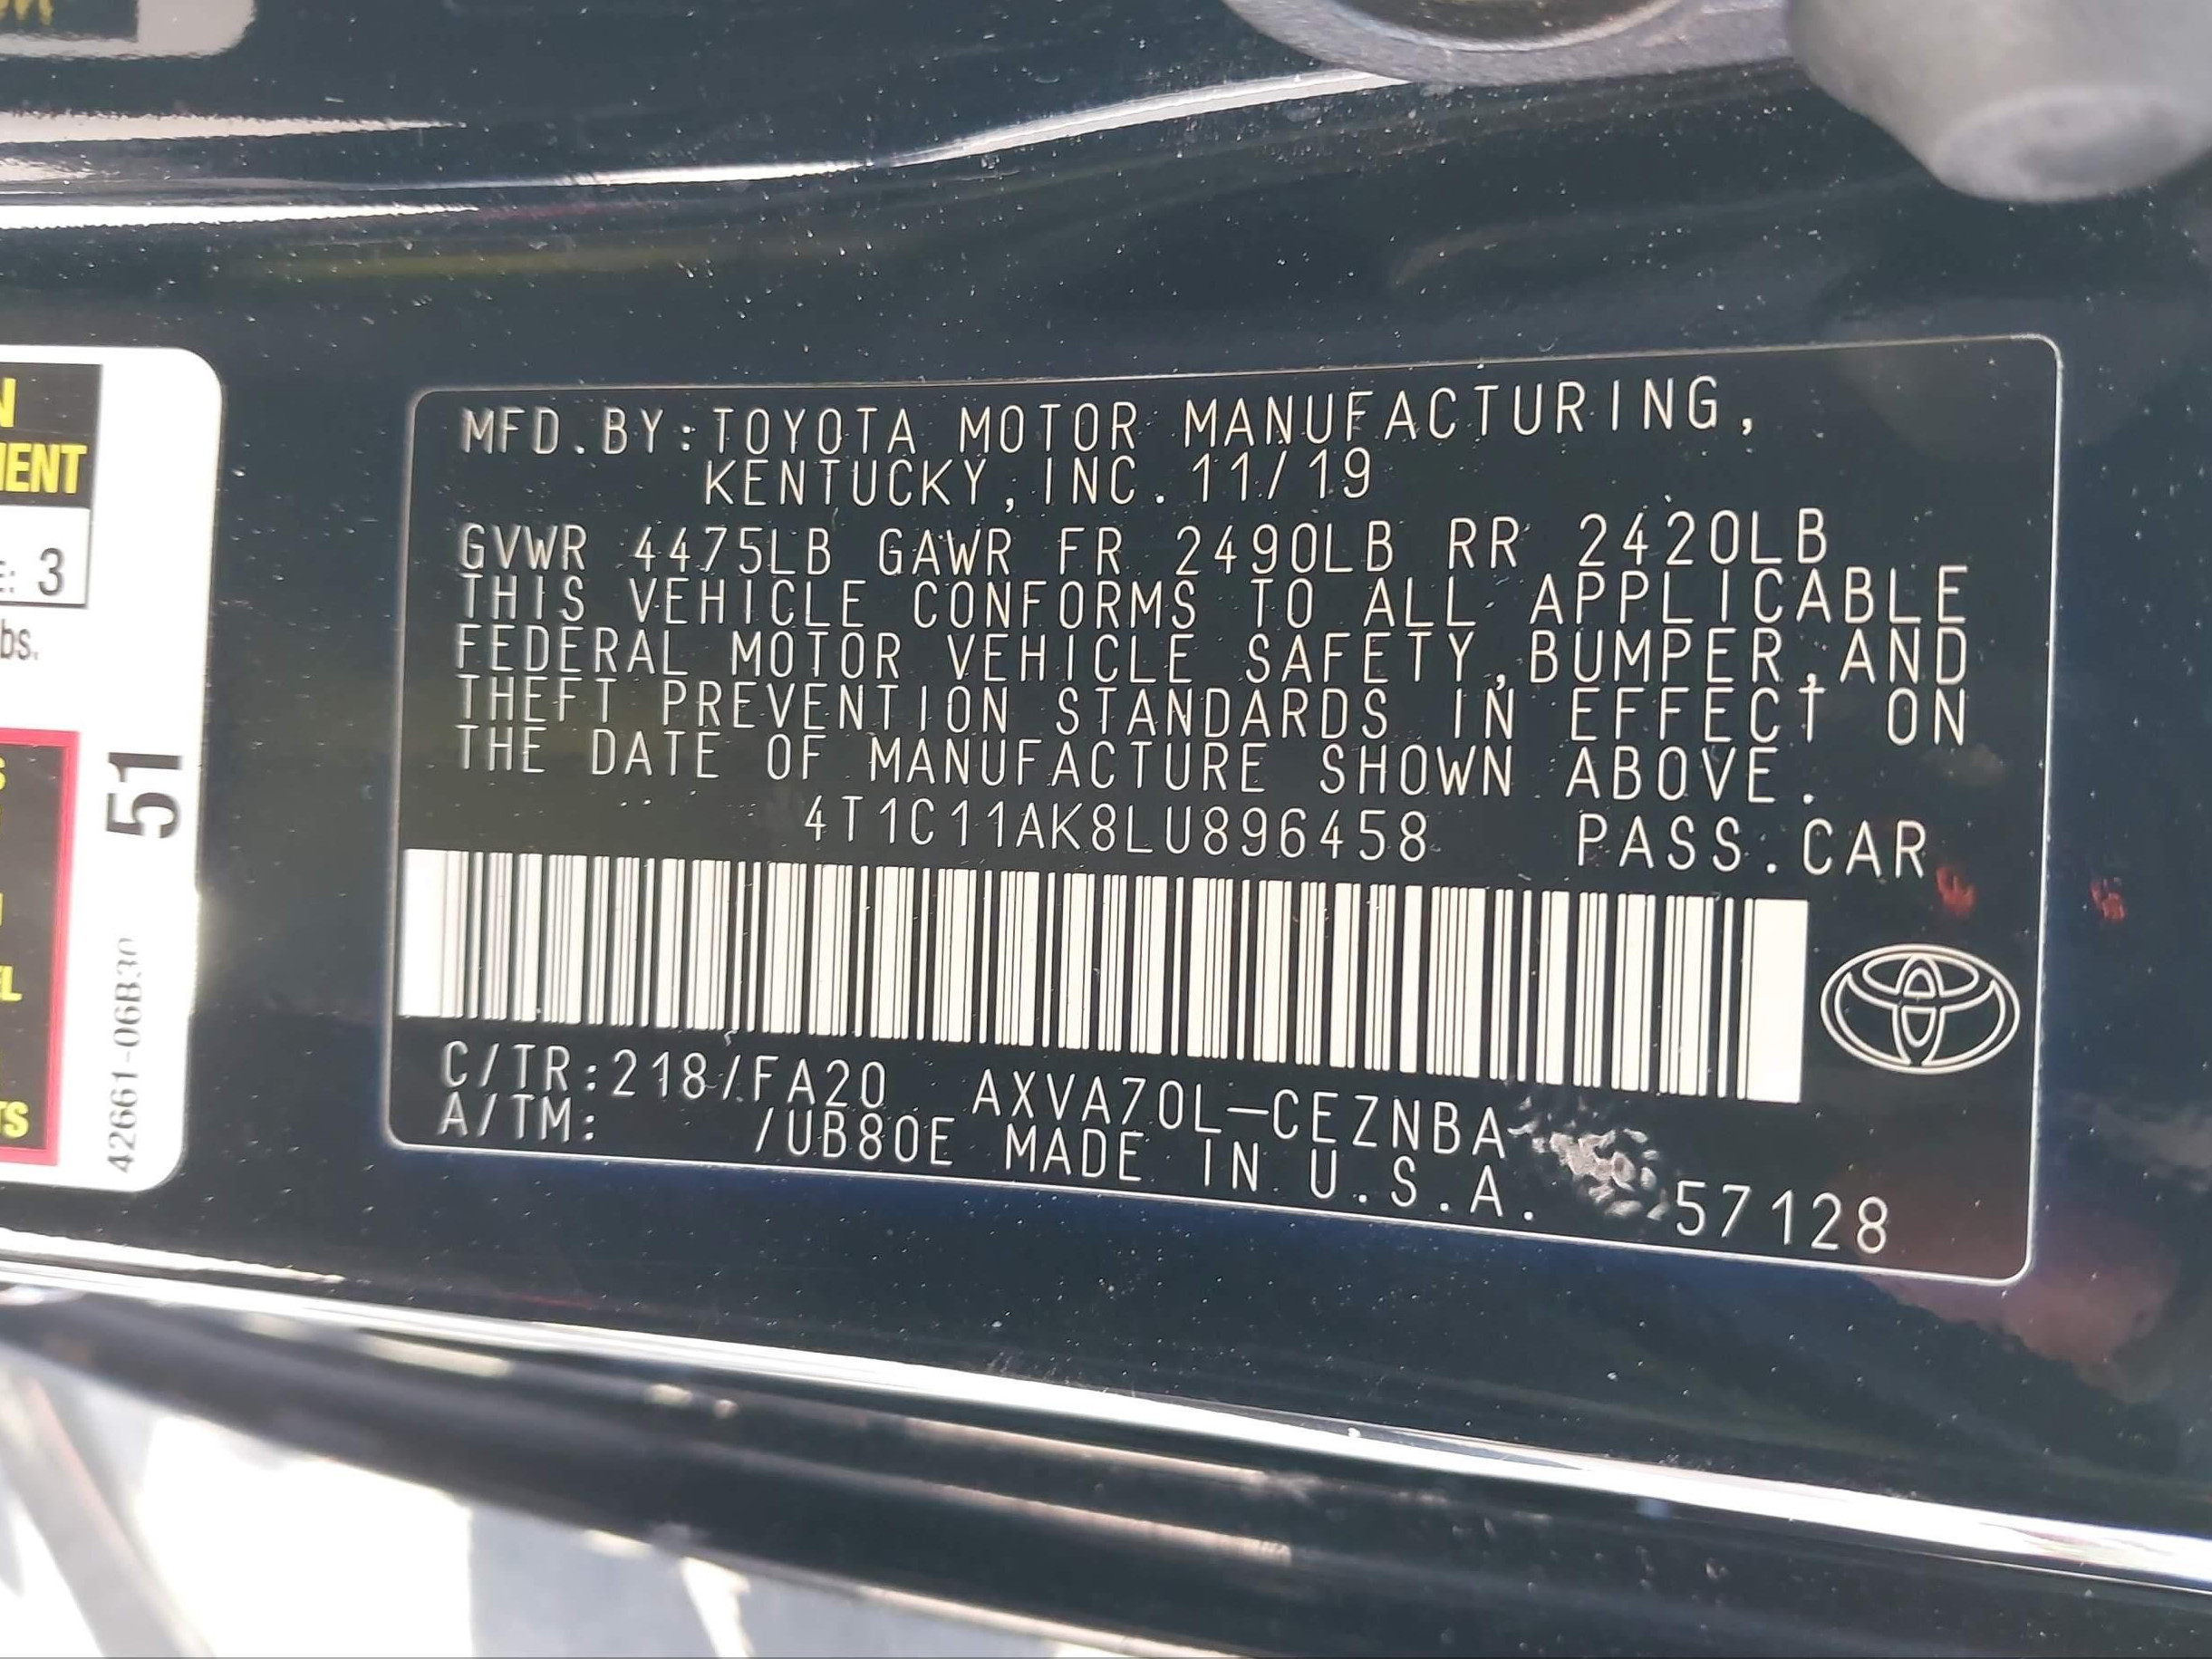 N
MENT
E: 3
bs.
51
42661-06B30
EL
TS
MFD.BY:TOYOTA MOTOR MANUFACTURING,
KENTUCKY,INC.11/19
GVWR 4475LB GAWR FR 2490LB RR 2420LB
THIS VEHICLE CONFORMS TO ALL APPLICABLE
FEDERAL MOTOR VEHICLE SAFETY,BUMPER,AND
THEFT PREVENTION STANDARDS IN EFFECT ON
THE DATE OF MANUFACTURE SHOWN ABOVE.
4T1C11AK8LU896458 PASS.CAR
C/TR:218/FA20 AXVA70L-CEZNBA
A/TM: /UB80E MADE IN U.S.A. 57128